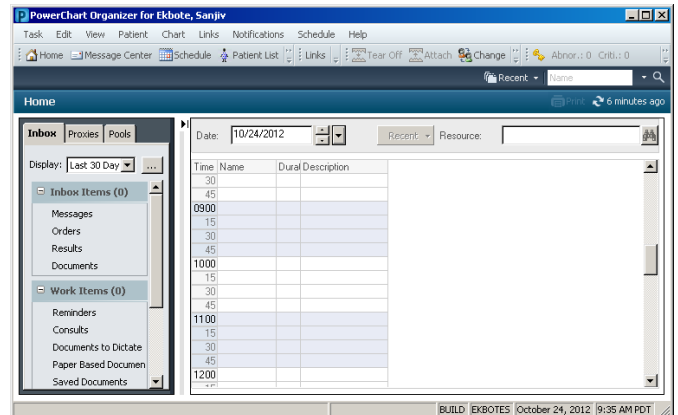 PowerChart Organizer for Ekbote, Sanjiv
Task Edit View Patient Chart Links Notifications Schedule Help
Home Message Center Schedule Patient List Links Tear Off Attach Change Abnor.: 0 Criti.: 0
Recent Name
Home Print 6 minutes ago
Inbox Proxies Pools
Date: 10/24/2012 Recent Resource:
Display: Last 30 Day ...
Inbox Items (0)
Messages
Orders
Results
Documents
Work Items (0)
Reminders
Consults
Documents to Dictate
Paper Based Documen
Saved Documents
Time Name Dural Description
30
45
0900
15
30
45
1000
15
30
45
1100
15
30
45
1200
BUILD EKBOTES October 24, 2012 9:35 AM PDT